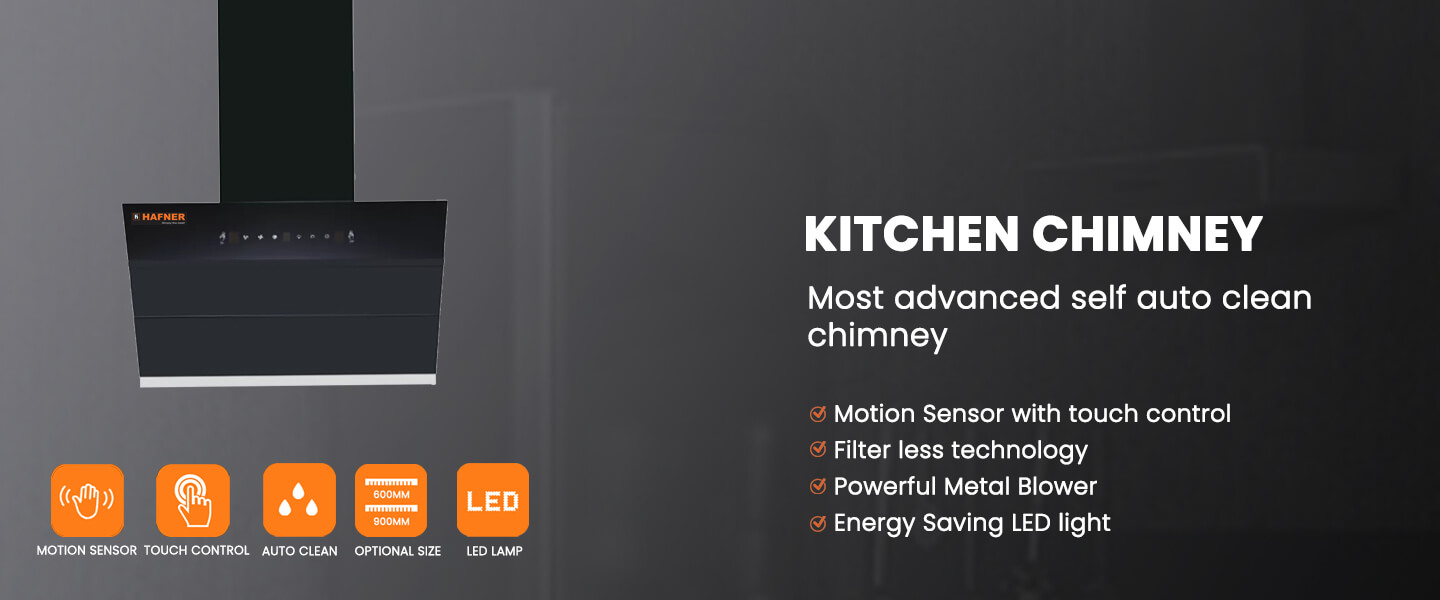 HAFNER
KITCHEN CHIMNEY
Most advanced self auto clean
chimney
Motion Sensor with touch control
Filter less technology
Powerful Metal Blower
Energy Saving LED light
600MM
900MM
LED
MOTION SENSOR
TOUCH CONTROL
AUTO CLEAN
OPTIONAL SIZE
LED LAMP